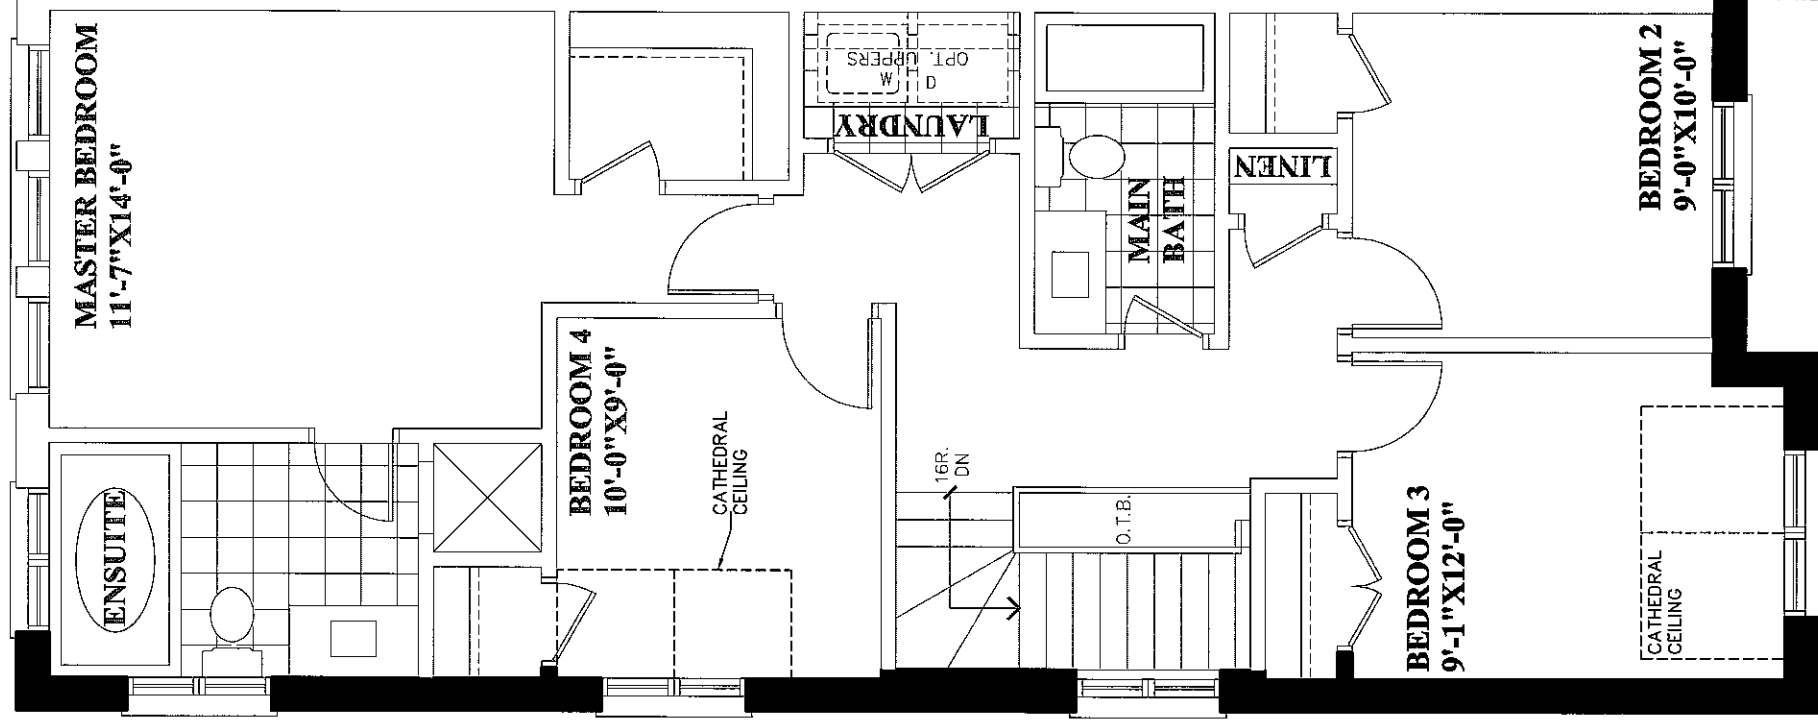 MASTER BEDROOM
11'-7"X14'-0"
ENSUITE
BEDROOM 4
10'-0"X9'-0"
CATHEDRAL
CEILING
OPT. UPPERS
W
D
LAUNDRY
MAIN
BATH
LINEN
BEDROOM 2
9'-0"X10'-0"
16R.
DN
O.T.B.
BEDROOM 3
9'-1"X12'-0"
CATHEDRAL
CEILING